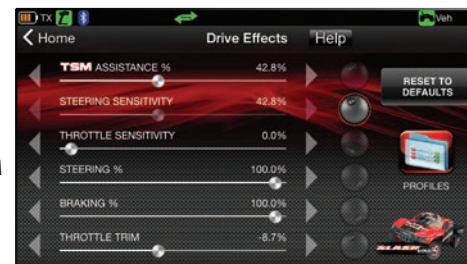 TX Veh
Home Drive Effects Help
TSM ASSISTANCE % 42.8%
RESET TO
DEFAULTS
STEERING SENSITIVITY 42.8%
THROTTLE SENSITIVITY 0.0%
STEERING % 100.0%
PROFILES
BRAKING % 100.0%
THROTTLE TRIM -8.7%
SLASH